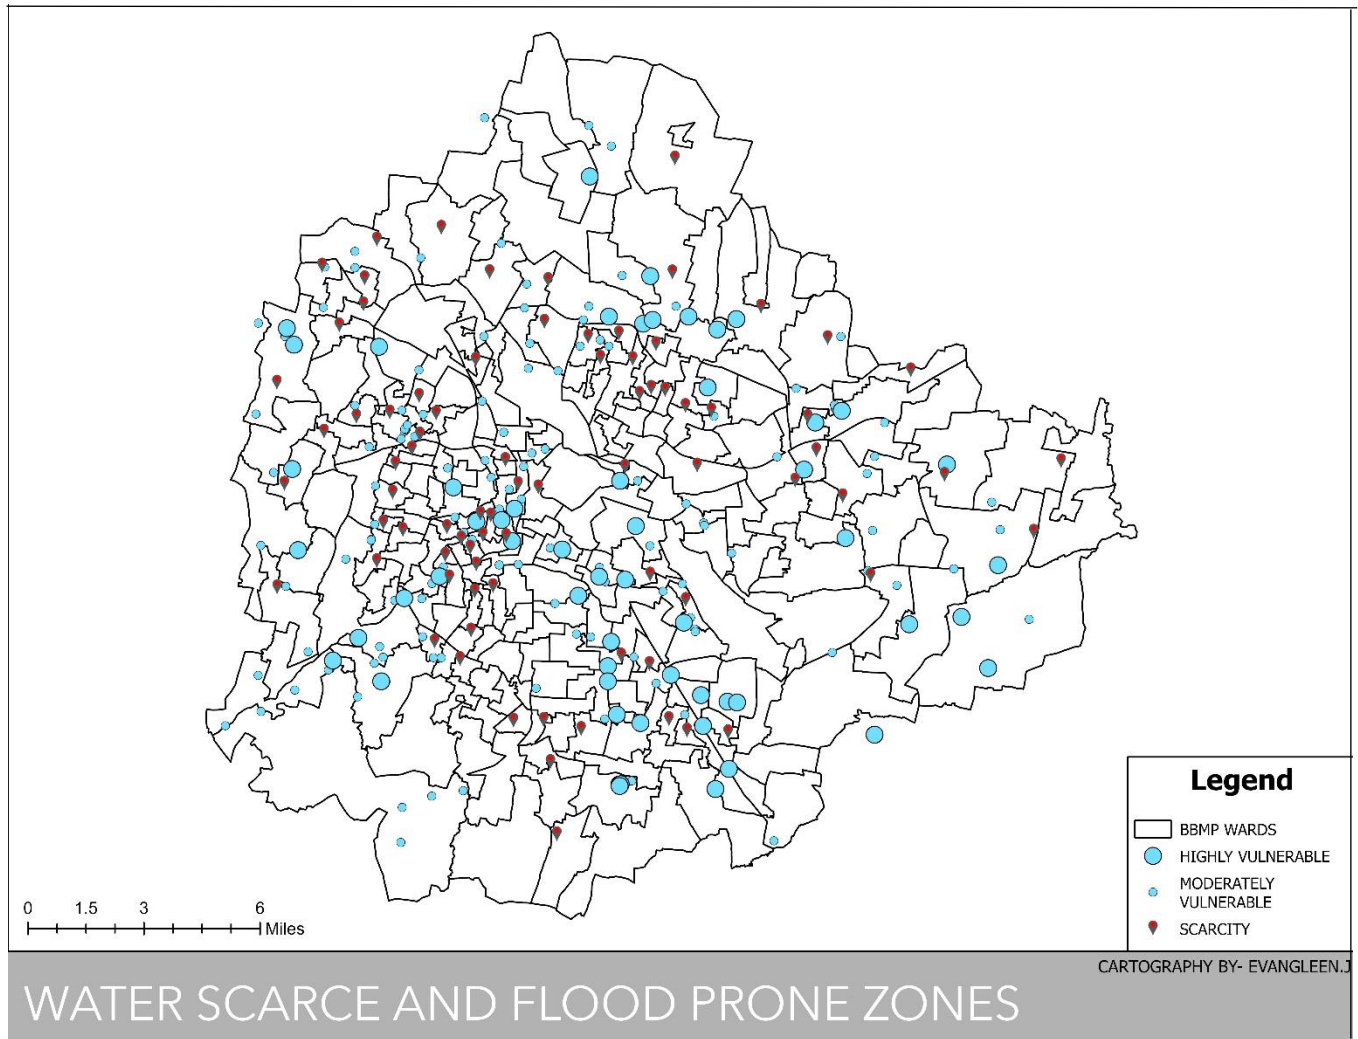 Legend
BBMP WARDS
HIGHLY VULNERABLE
MODERATELY
VULNERABLE
SCARCITY
0 1.5 3 6
Miles
CARTOGRAPHY BY- EVANGLEEN.J
WATER SCARCE AND FLOOD PRONE ZONES